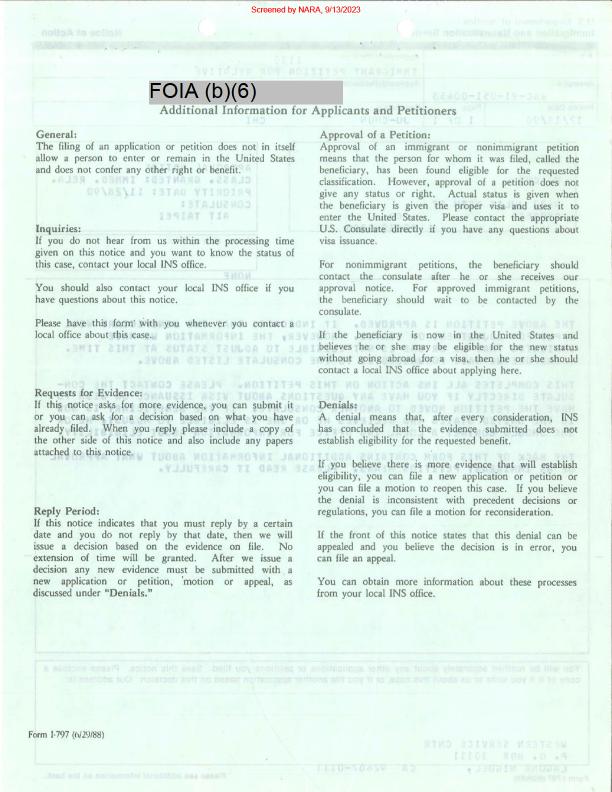 Screened by NARA, 9/13/2023
FOIA (b)(6)
Additional Information for Applicants and Petitioners
General:
The filing of an application or petition does not in itself
allow a person to enter or remain in the United States
and does not confer any other right or benefit.
Inquiries:
If you do not hear from us within the processing time
given on this notice and you want to know the status of
this case, contact your local INS office.
You should also contact your local INS office if you
have questions about this notice.
Please have this form with you whenever you contact a
local office about this case.
Requests for Evidence:
If this notice asks for more evidence, you can submit it
or you can ask for a decision based on what you have
already filed. When you reply please include a copy of
the other side of this notice and also include any papers
attached to this notice.
Reply Period:
If this notice indicates that you must reply by a certain
date and you do not reply by that date, then we will
issue a decision based on the evidence on file. No
extension of time will be granted. After we issue a
decision any new evidence must be submitted with a
new application or petition, motion or appeal, as
discussed under "Denials."
Approval of a Petition:
Approval of an immigrant or nonimmigrant petition
means that the person for whom it was filed, called the
beneficiary, has been found eligible for the requested
classification. However, approval of a petition does not
give any status or right. Actual status is given when
the beneficiary is given the proper visa and uses it to
enter the United States. Please contact the appropriate
U.S. Consulate directly if you have any questions about
visa issuance.
For nonimmigrant petitions, the beneficiary should
contact the consulate after he or she receives our
approval notice. For approved immigrant petitions,
the beneficiary should wait to be contacted by the
consulate.
If the beneficiary is now in the United States and
believes he or she may be eligible for the new status
without going abroad for a visa, then he or she should
contact a local INS office about applying here.
Denials:
A denial means that, after every consideration, INS
has concluded that the evidence submitted does not
establish eligibility for the requested benefit.
If you believe there is more evidence that will establish
eligibility, you can file a new application or petition or
you can file a motion to reopen this case. If you believe
the denial is inconsistent with precedent decisions or
regulations, you can file a motion for reconsideration.
If the front of this notice states that this denial can be
appealed and you believe the decision is in error, you
can file an appeal.
You can obtain more information about these processes
from your local INS office.
Form I-797 (6/29/88)